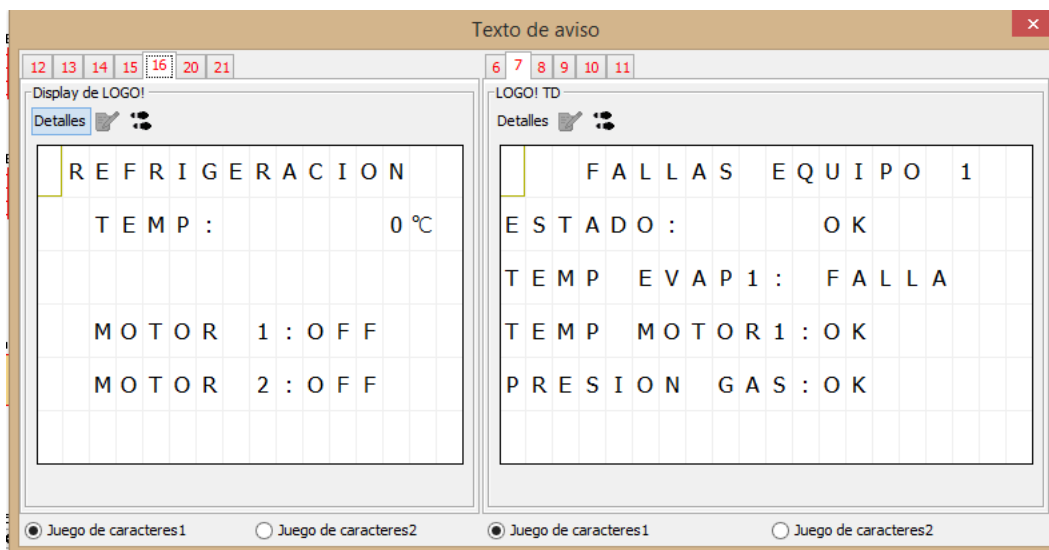 Texto de aviso
12 13 14 15 16 20 21
Display de LOGO!
Detalles
REFRIGERACION
TEMP: 0 °C
MOTOR 1:OFF
MOTOR 2:OFF
Juego de caracteres1 Juego de caracteres2
6 7 8 9 10 11
LOGO! TD
Detalles
FALLAS EQUIPO 1
ESTADO: OK
TEMP EVAP1: FALLA
TEMP MOTOR1:OK
PRESION GAS:OK
Juego de caracteres1 Juego de caracteres2